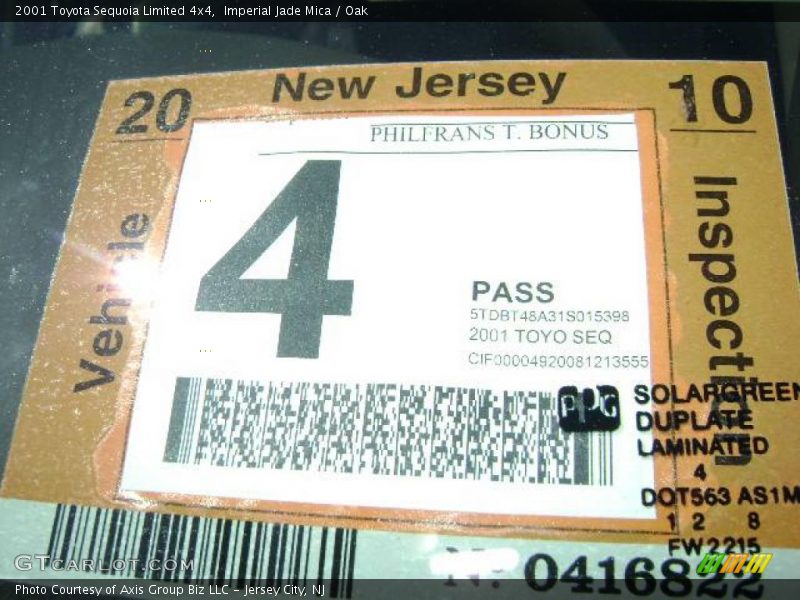 2001 Toyota Sequoia Limited 4x4,  Imperial Jade Mica / Oak
New Jersey
20
10
PHILFRANS T. BONUS
4
Vehicle
Inspection
PASS
5TDBT48A31S015398
2001 TOYO SEQ
CIF00004920081213555
PPG
SOLARGREEN
DUPLATE
LAMINATED
4
DOT563 AS1M
1 2 8
FW2215
No. 0416822
GTCARLOT.COM
Photo Courtesy of Axis Group Biz LLC – Jersey City, NJ